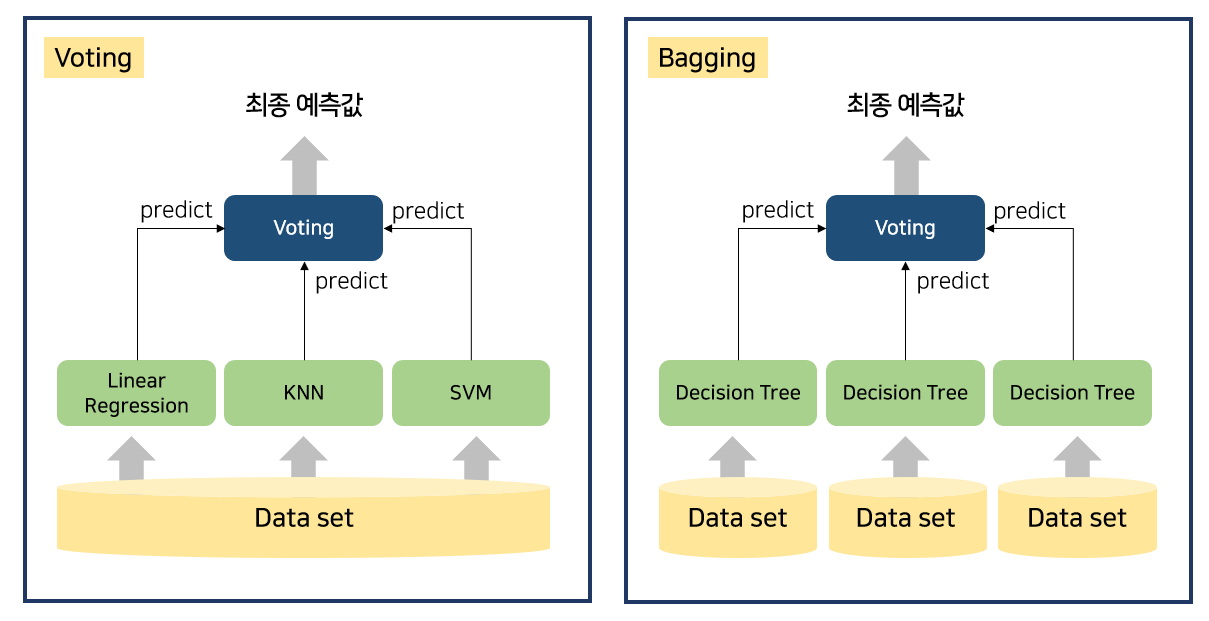 Voting
최종 예측값
predict
Voting
predict
predict
Linear
Regression
KNN
SVM
Data set
Bagging
최종 예측값
predict
Voting
predict
predict
Decision Tree
Decision Tree
Decision Tree
Data set
Data set
Data set